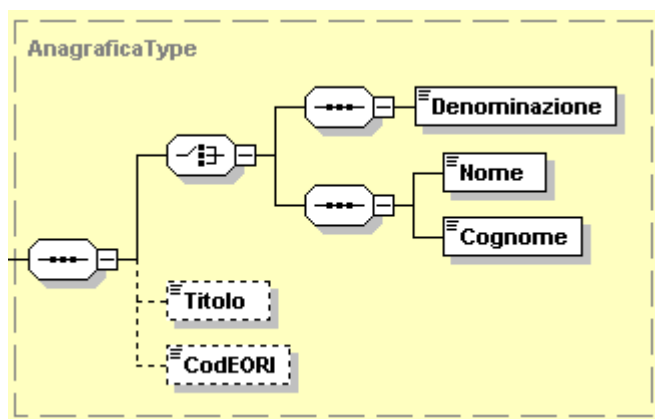 AnagraficaType
Denominazione
Nome
Cognome
Titolo
CodEORI